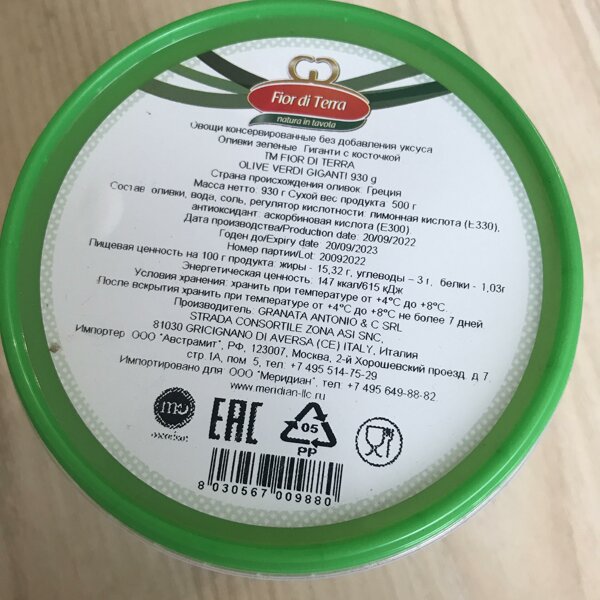 Fior di Terra
natura in tavola
Овощи консервированные без добавления уксуса
Оливки зеленые Гиганти с косточкой
ТМ FIOR DI TERRA
OLIVE VERDI GIGANTI 930 g
Страна происхождения оливок: Греция
Масса нетто: 930 г Сухой вес продукта: 500 г
Состав: оливки, вода, соль, регулятор кислотности: лимонная кислота (Е330),
антиоксидант: аскорбиновая кислота (Е300).
Дата производства/Production date: 20/09/2022
Годен до/Expiry date: 20/09/2023
Номер партии/Lot: 20092022
Пищевая ценность на 100 г продукта: жиры - 15,32 г, углеводы – 3 г, белки - 1,03г
Энергетическая ценность: 147 ккал/615 кДж
Условия хранения: хранить при температуре от +4°С до +8°С.
После вскрытия хранить при температуре от +4°С до +8°С не более 7 дней
Производитель: GRANATA ANTONIO & C SRL
STRADA CONSORTILE ZONA ASI SNC,
81030 GRICIGNANO DI AVERSA (CE) ITALY, Италия
Импортер: ООО "Австрамит", РФ, 123007, Москва, 2-й Хорошевский проезд, д.7,
стр.1А, пом. 5, тел: +7 495 514-75-29
Импортировано для: ООО "Меридиан", тел: +7 495 649-88-82.
www.meridian-llc.ru
EAC
05
PP
8 030567 009880